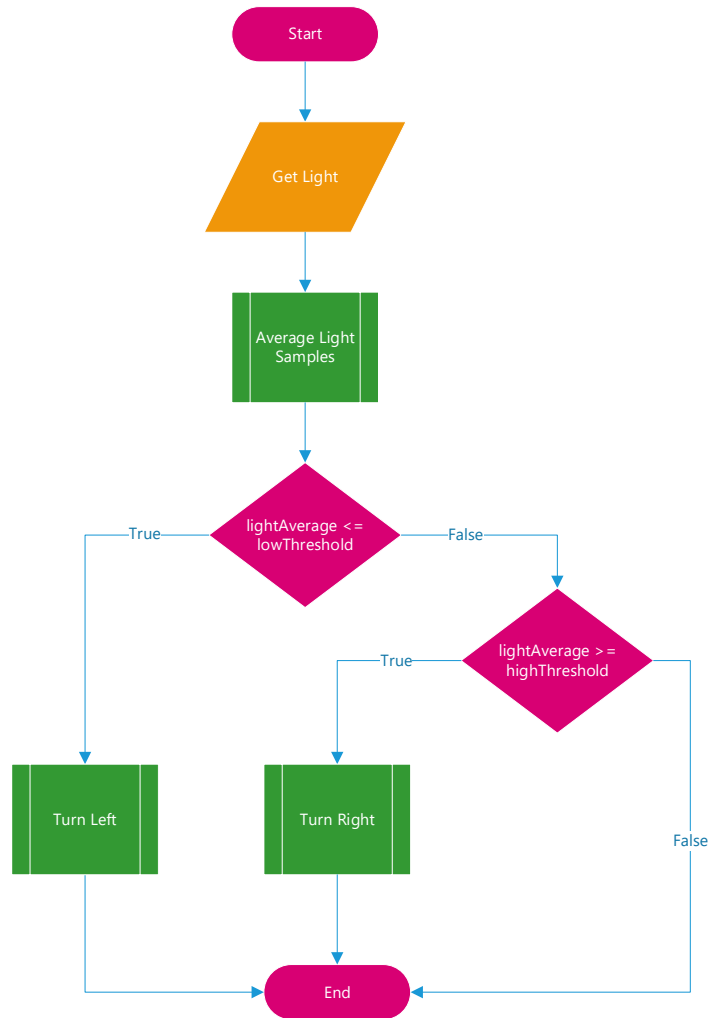 Start
Get Light
Average Light
Samples
lightAverage <=
lowThreshold
True
False
lightAverage >=
highThreshold
True
False
Turn Left
Turn Right
End